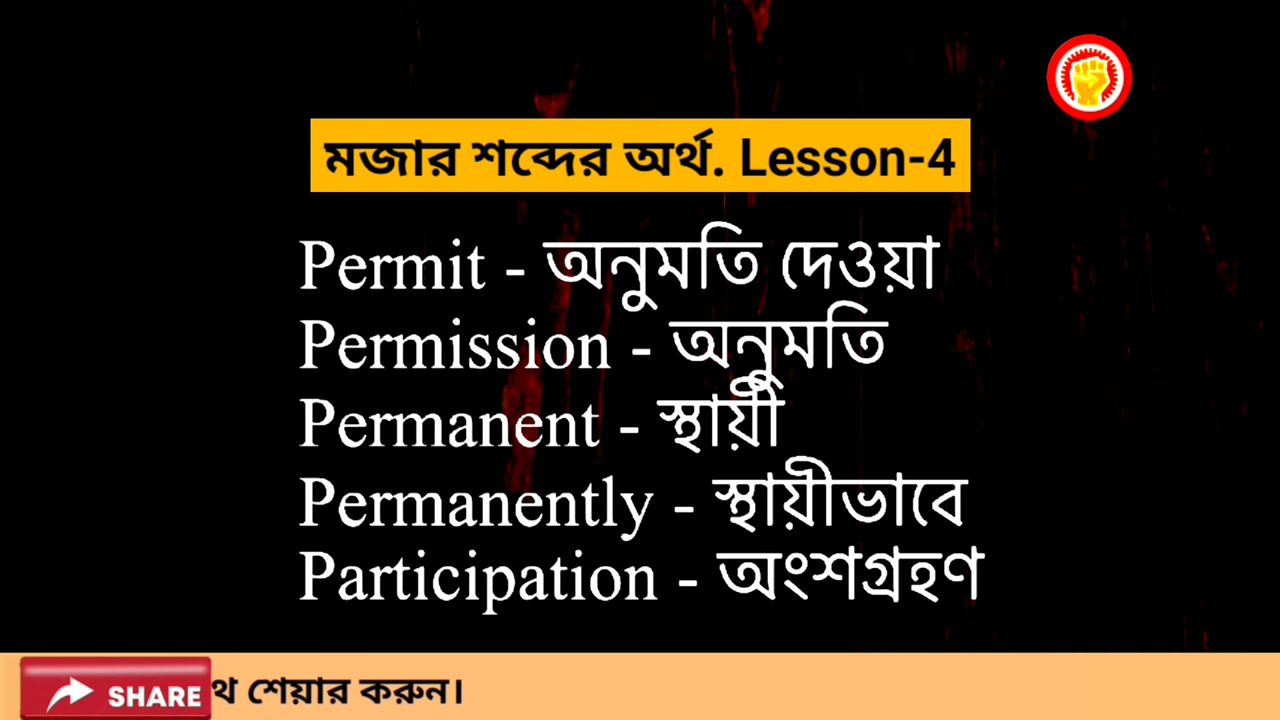 মজার শব্দের অর্থ. Lesson-4
Permit - অনুমতি দেওয়া
Permission - অনুমতি
Permanent - স্থায়ী
Permanently - স্থায়ীভাবে
Participation - অংশগ্রহণ
SHARE শেয়ার করুন।